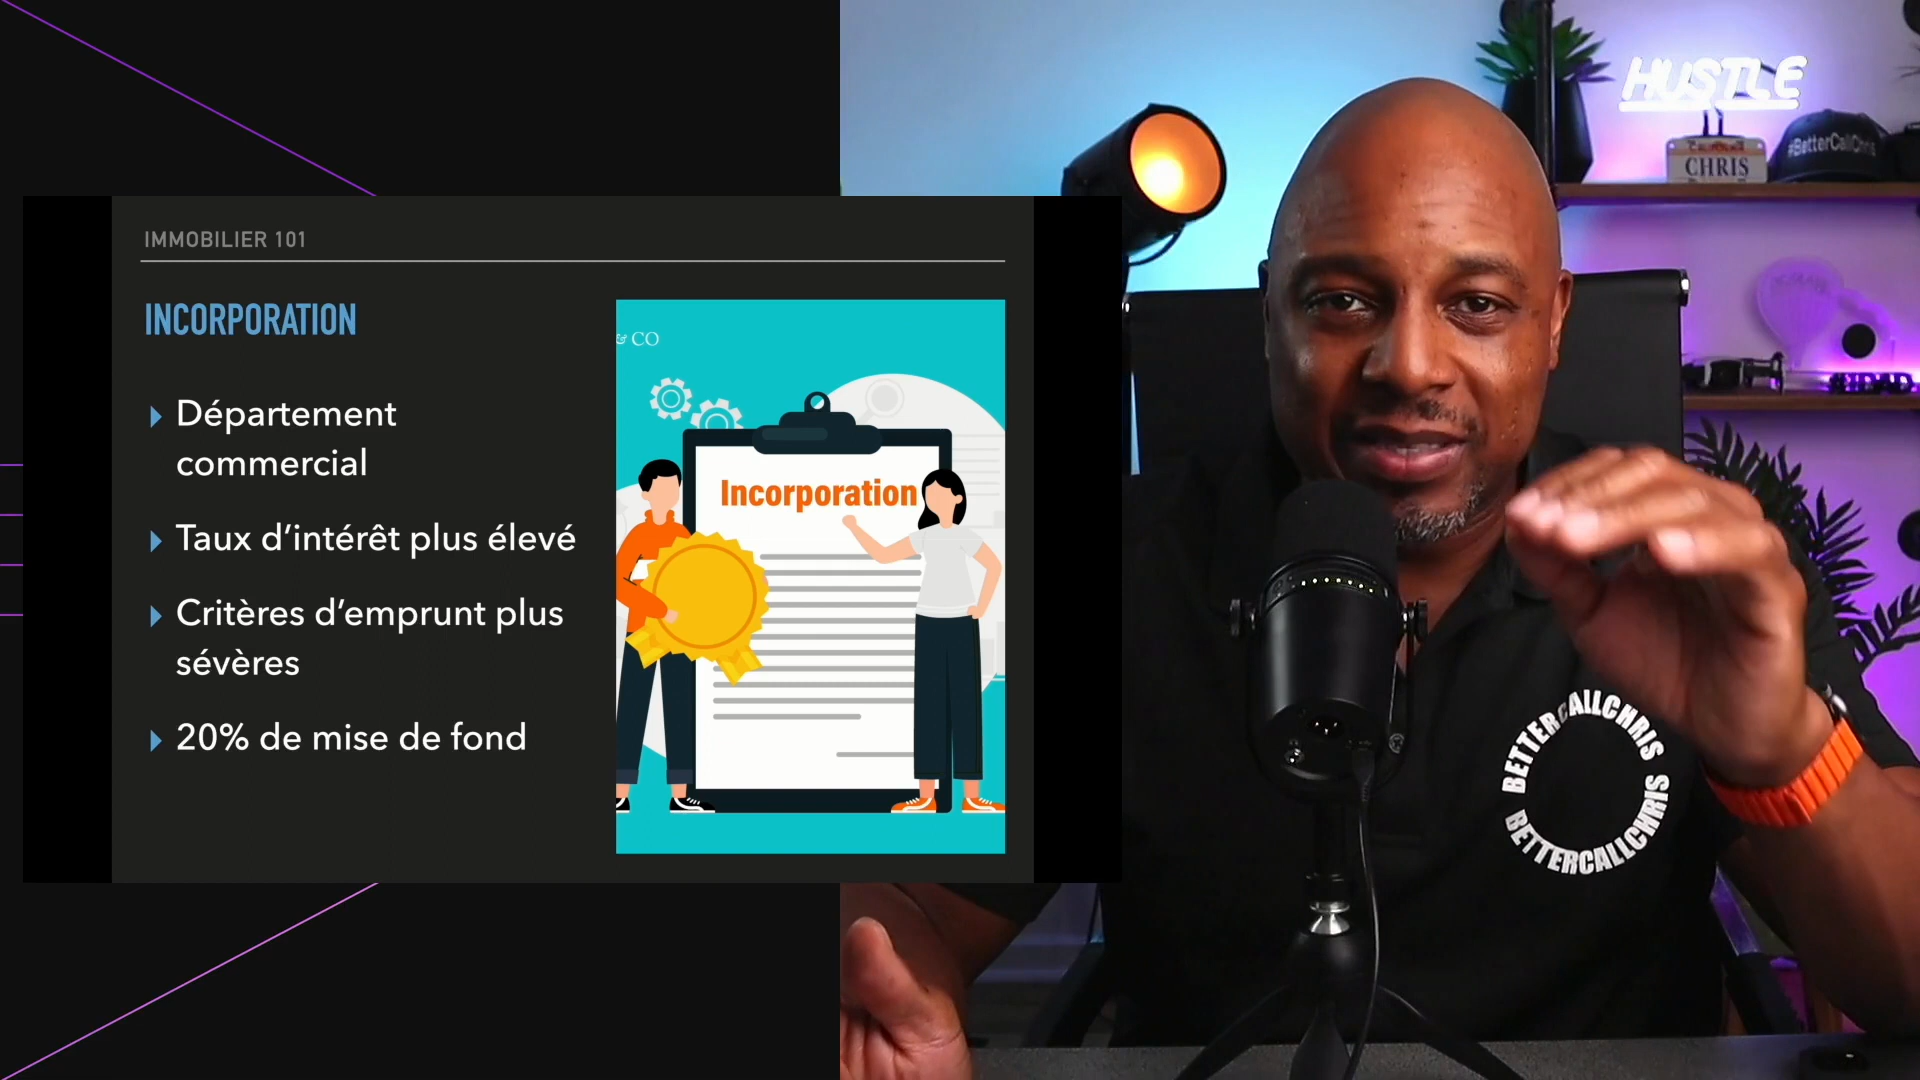 IMMOBILIER 101
INCORPORATION
Département
commercial
Taux d’intérêt plus élevé
Critères d’emprunt plus
sévères
20% de mise de fond
& CO
Incorporation
HUSTLE
CHRIS
#BetterCallChris
BETTERCALLCHRIS
BETTERCALLCHRIS